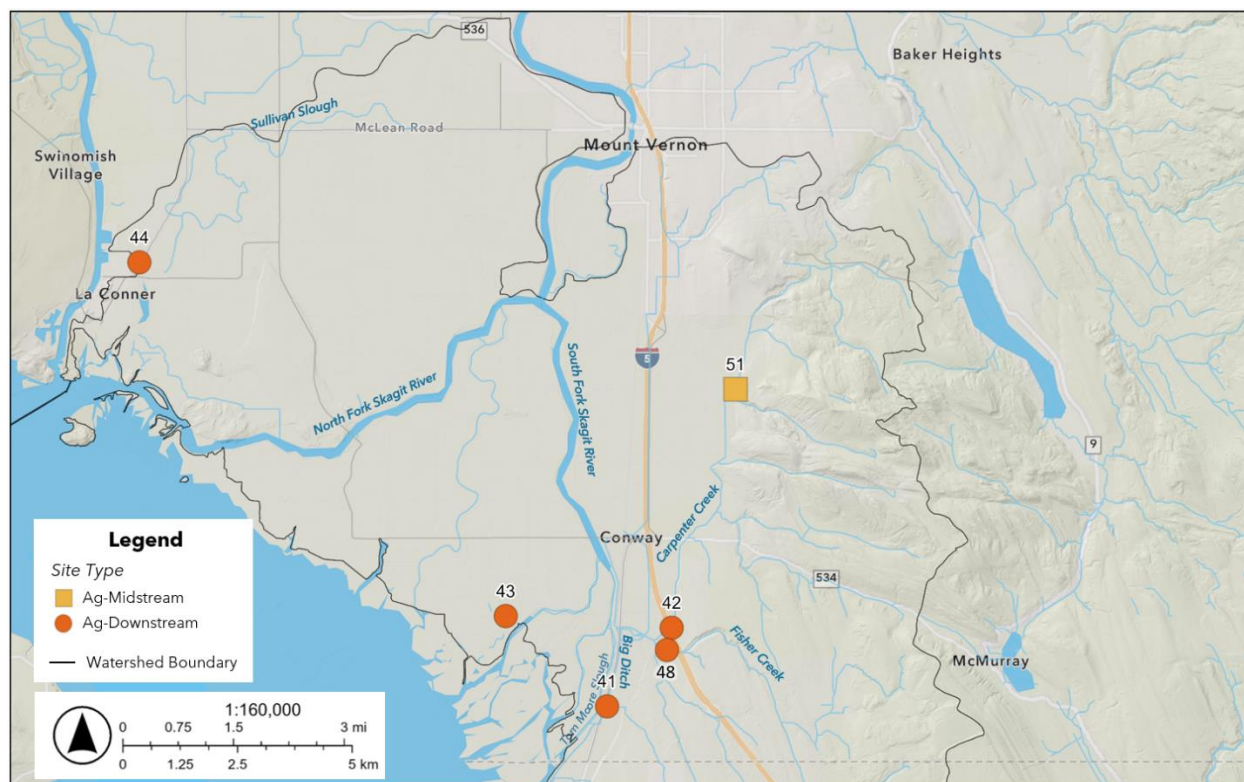 536
Baker Heights
Sullivan Slough
McLean Road
Mount Vernon
Swinomish
Village
44
La Conner
5
51
North Fork Skagit River
South Fork Skagit River
9
Carpenter Creek
Conway
534
43
42
Fisher Creek
Big Ditch
48
McMurray
41
Tom Moore Slough
Legend
Site Type
Ag-Midstream
Ag-Downstream
Watershed Boundary
1:160,000
0 0.75 1.5 3 mi
0 1.25 2.5 5 km